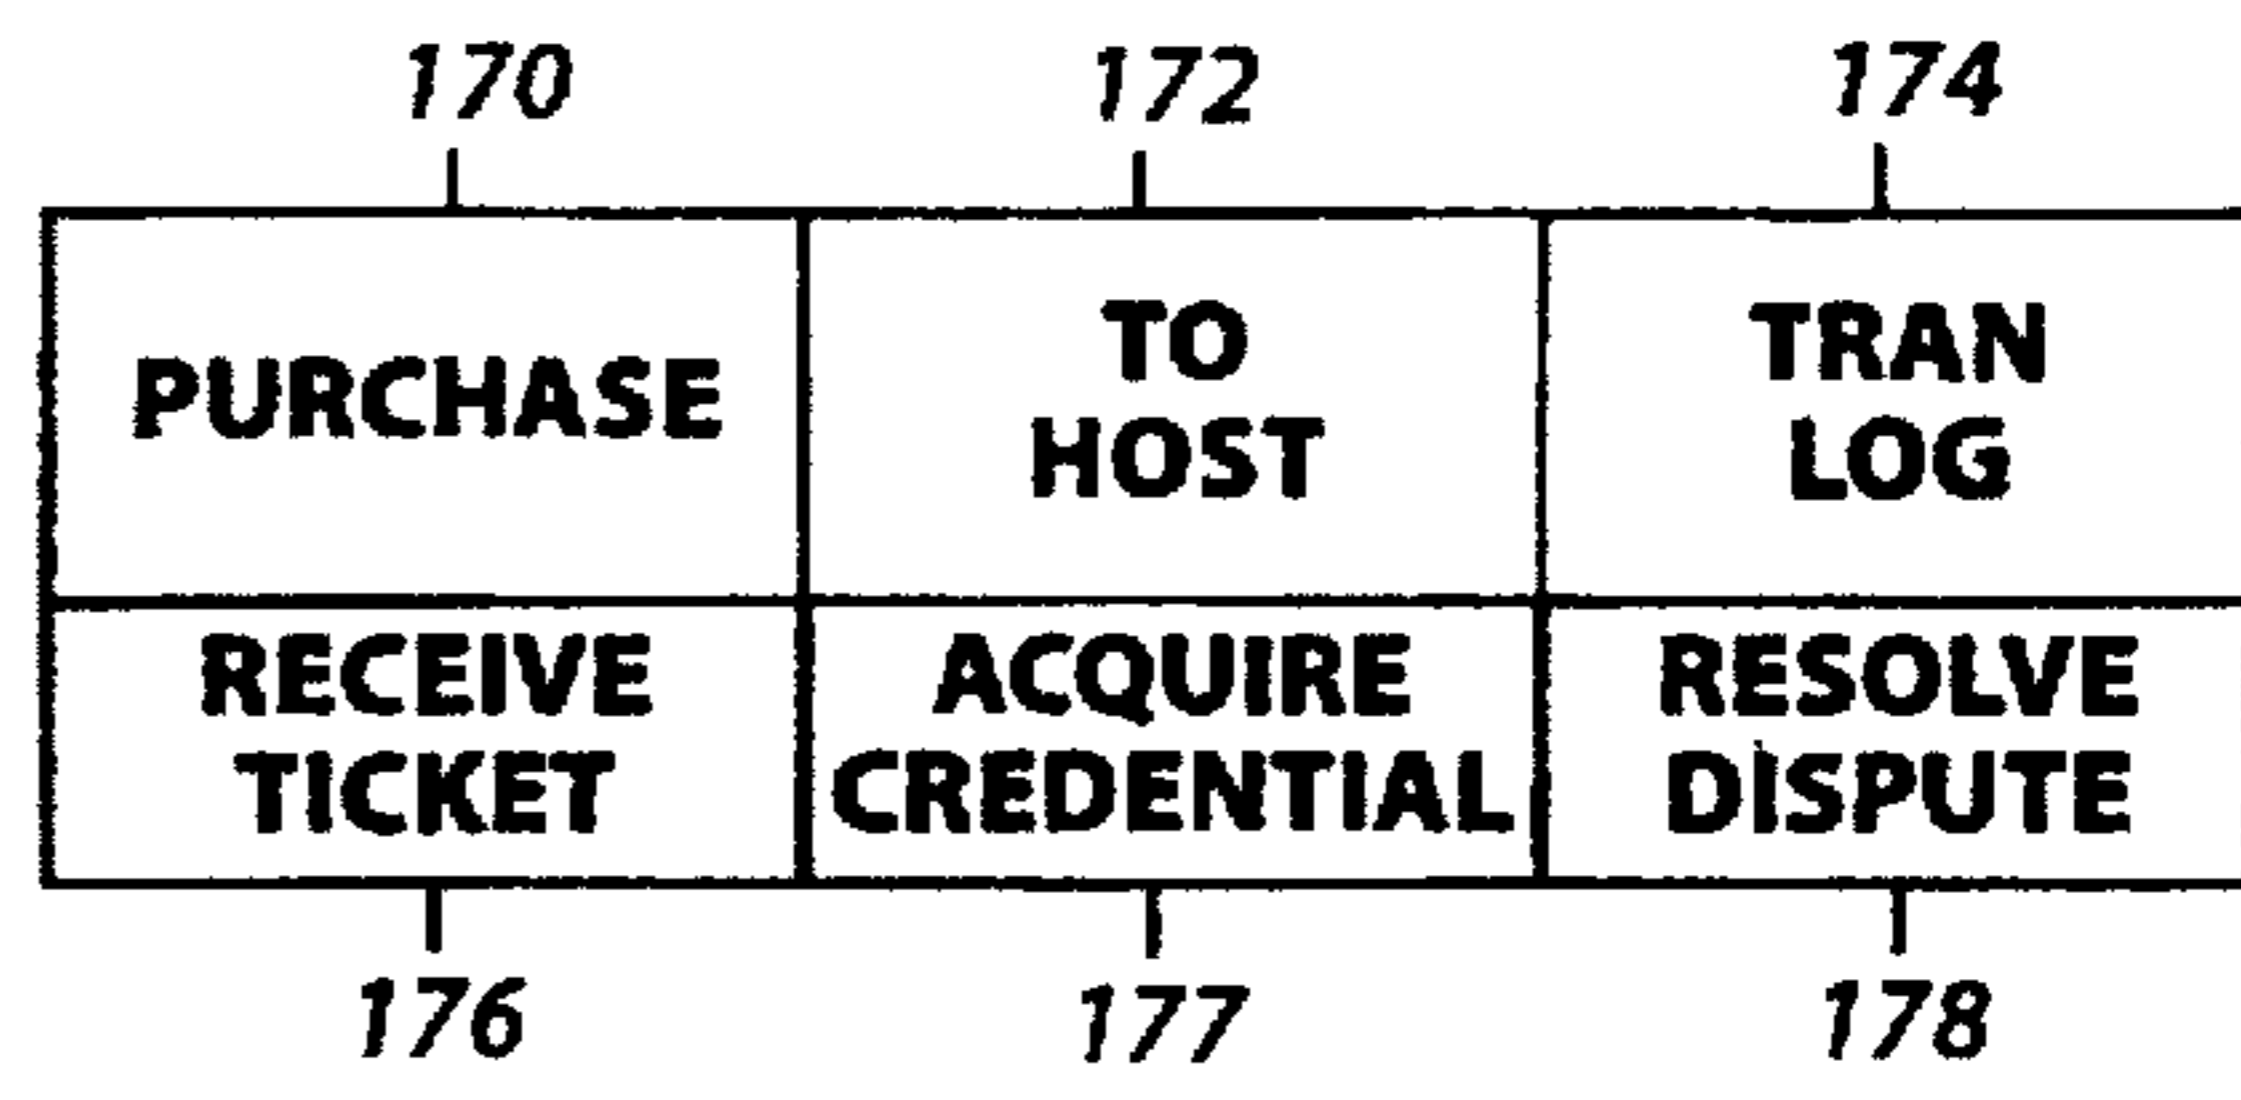 170
172
174
PURCHASE
TO
HOST
TRAN
LOG
RECEIVE
TICKET
ACQUIRE
CREDENTIAL
RESOLVE
DISPUTE
176
177
178